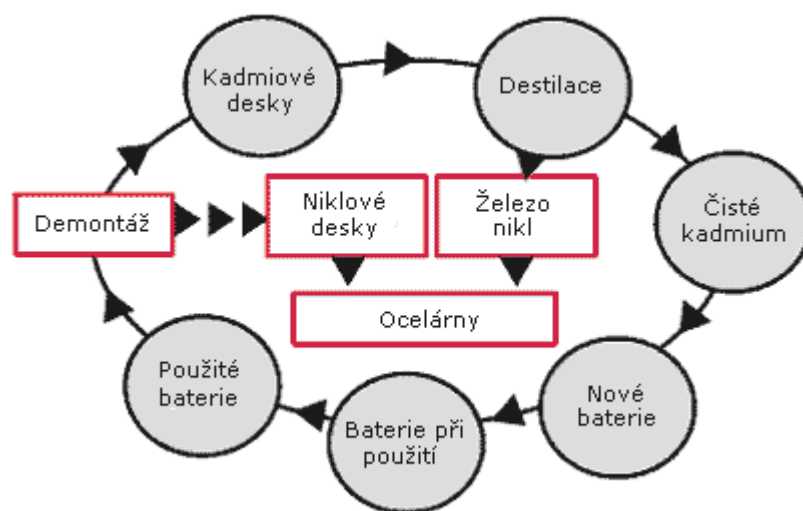 Kadmiové
desky
Destilace
Demontáž
Niklové
desky
Železo
nikl
Čisté
kadmium
Ocelárny
Použité
baterie
Baterie při
použití
Nové
baterie